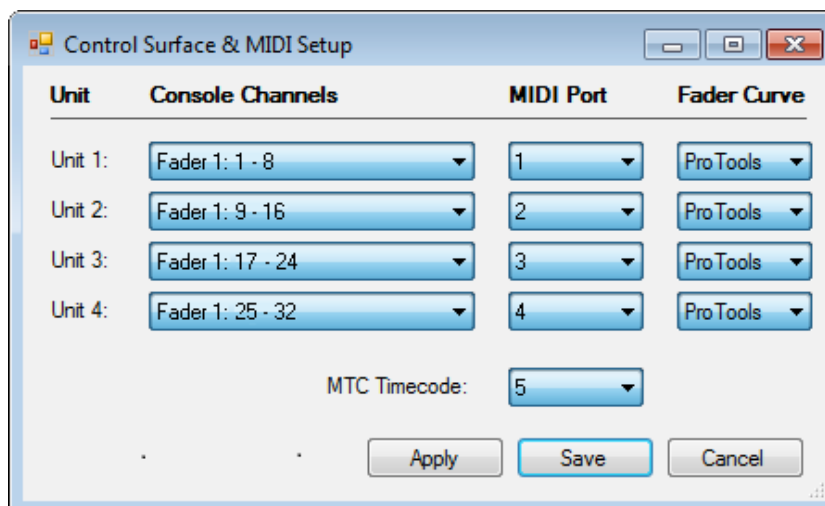 Control Surface & MIDI Setup
Unit Console Channels MIDI Port Fader Curve
Unit 1: Fader 1: 1 - 8 1 ProTools
Unit 2: Fader 1: 9 - 16 2 ProTools
Unit 3: Fader 1: 17 - 24 3 ProTools
Unit 4: Fader 1: 25 - 32 4 ProTools
MTC Timecode: 5
Apply Save Cancel